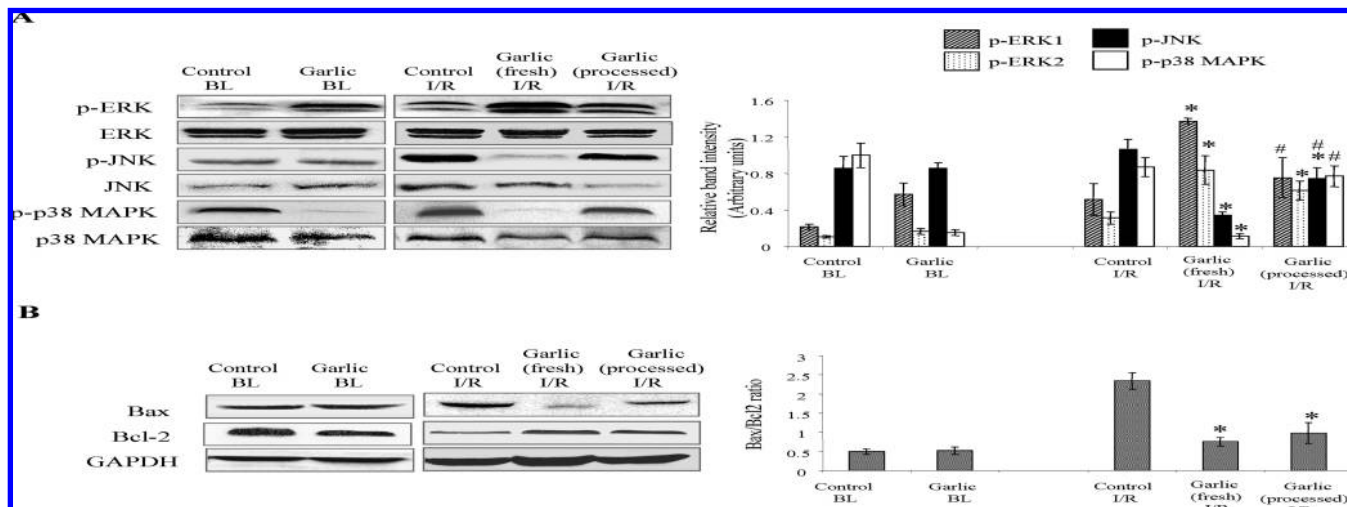 A
Control Garlic Control Garlic Garlic
BL BL I/R (fresh) (processed)
I/R I/R
p-ERK
ERK
p-JNK
JNK
p-p38 MAPK
p38 MAPK
p-ERK1 p-JNK
p-ERK2 p-p38 MAPK
Relative band intensity
(Arbitrary units)
1.6
1.2
0.8
0.4
0
* * * * # * # * #
Control Garlic Control Garlic Garlic
BL BL I/R (fresh) (processed)
I/R I/R
B
Control Garlic Control Garlic Garlic
BL BL I/R (fresh) (processed)
I/R I/R
Bax
Bcl-2
GAPDH
Bax/Bcl2 ratio
3
2.5
2
1.5
1
0.5
0
* *
Control Garlic Control Garlic Garlic
BL BL I/R (fresh) (processed)
I/R